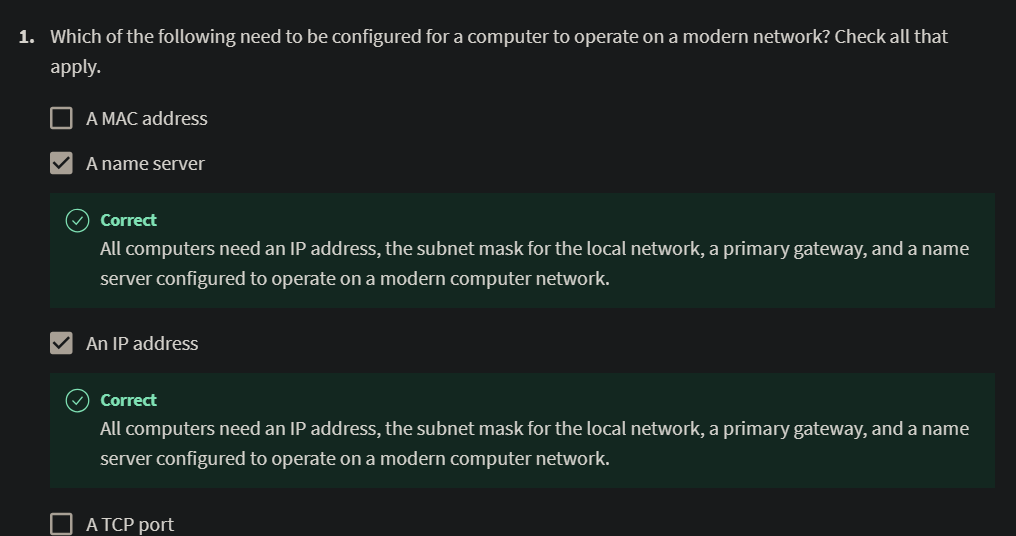 1. Which of the following need to be configured for a computer to operate on a modern network? Check all that
apply.
A MAC address
A name server
Correct
All computers need an IP address, the subnet mask for the local network, a primary gateway, and a name
server configured to operate on a modern computer network.
An IP address
Correct
All computers need an IP address, the subnet mask for the local network, a primary gateway, and a name
server configured to operate on a modern computer network.
A TCP port